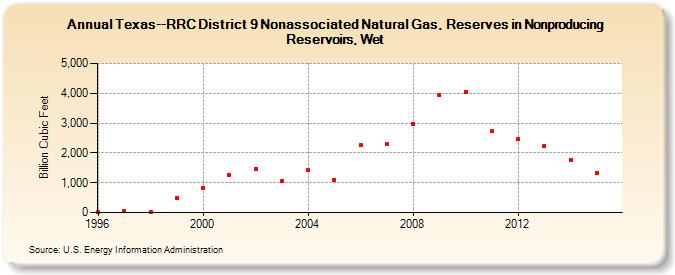 Annual Texas--RRC District 9 Nonassociated Natural Gas, Reserves in Nonproducing
Reservoirs, Wet
Billion Cubic Feet
5,000
4,000
3,000
2,000
1,000
0
1996 2000 2004 2008 2012
Source: U.S. Energy Information Administration